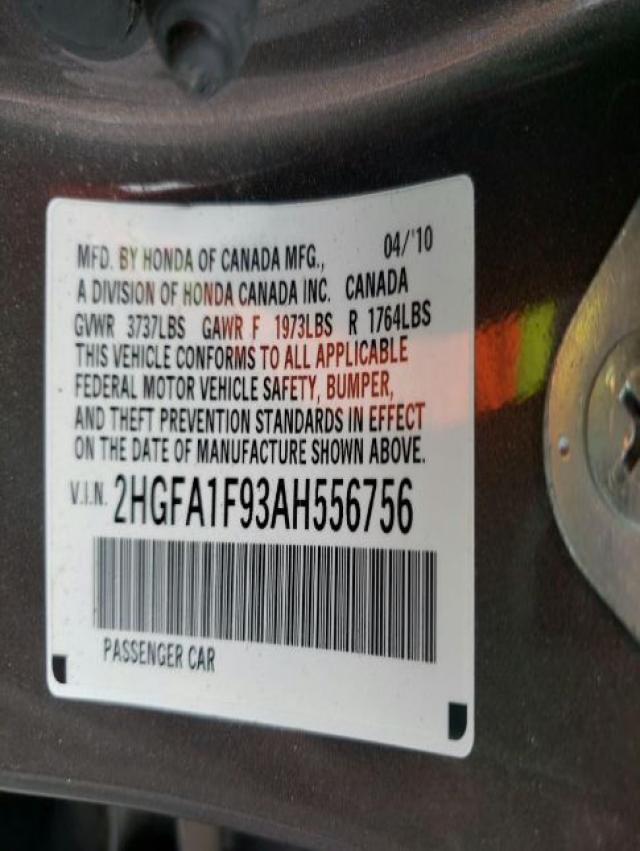 MFD. BY HONDA OF CANADA MFG., 04/'10
A DIVISION OF HONDA CANADA INC. CANADA
GVWR 3737LBS GAWR F 1973LBS R 1764LBS
THIS VEHICLE CONFORMS TO ALL APPLICABLE
FEDERAL MOTOR VEHICLE SAFETY, BUMPER,
AND THEFT PREVENTION STANDARDS IN EFFECT
ON THE DATE OF MANUFACTURE SHOWN ABOVE.
V.I.N. 2HGFA1F93AH556756
PASSENGER CAR